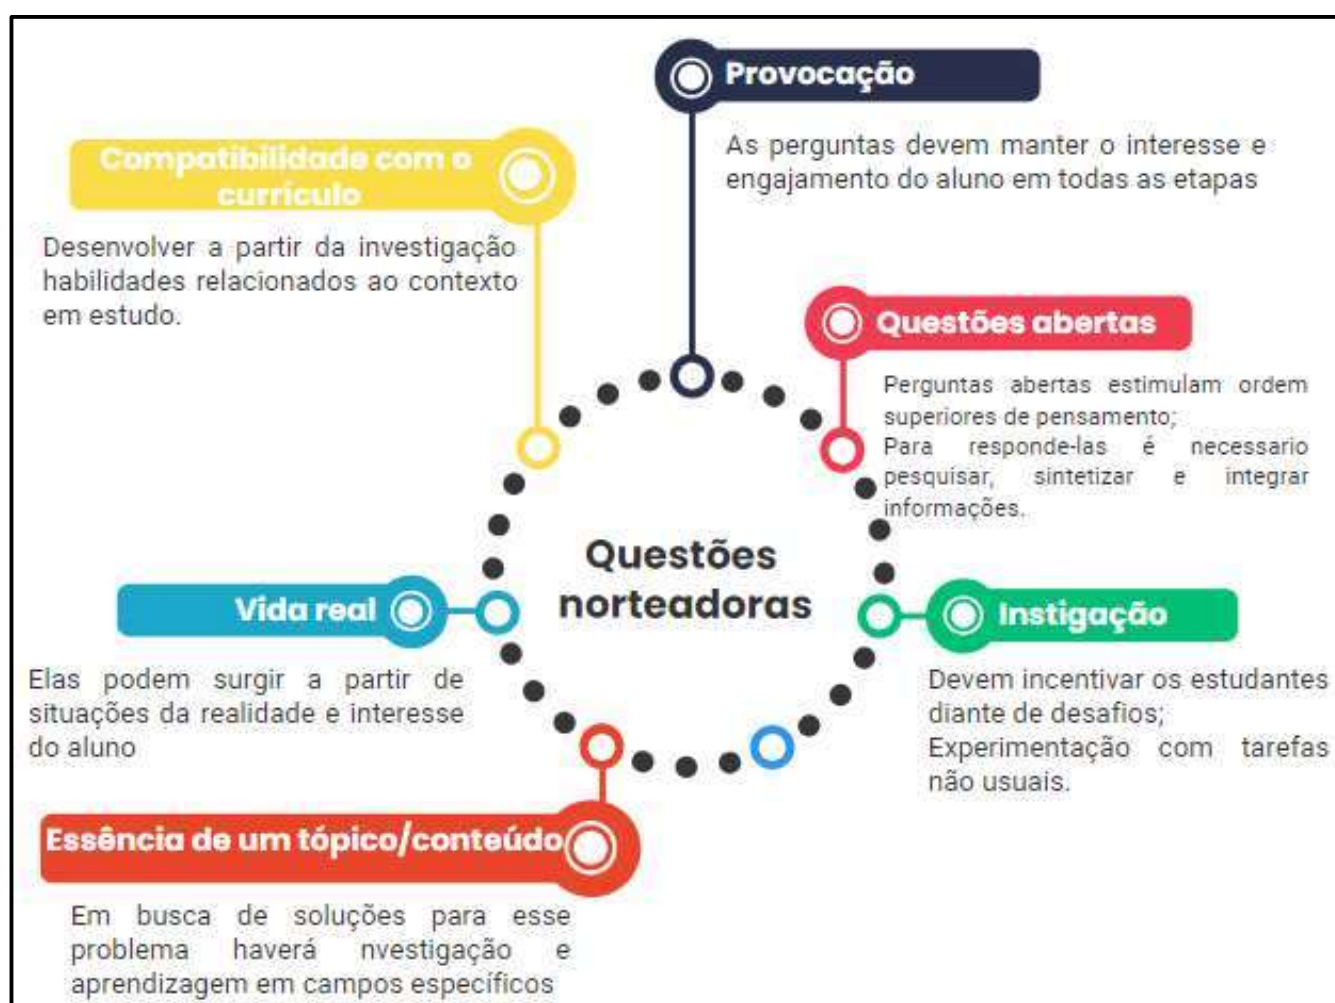 Provocação
As perguntas devem manter o interesse e
engajamento do aluno em todas as etapas
Compatibilidade com o
currículo
Desenvolver a partir da investigação
habilidades relacionados ao contexto
em estudo.
Questões abertas
Perguntas abertas estimulam ordem
superiores de pensamento;
Para responde-las é necessario
pesquisar, sintetizar e integrar
informações.
Questões
norteadoras
Vida real
Elas podem surgir a partir de
situações da realidade e interesse
do aluno
Instigação
Devem incentivar os estudantes
diante de desafios;
Experimentação com tarefas
não usuais.
Essência de um tópico/conteúdo
Em busca de soluções para esse
problema haverá nvestigação e
aprendizagem em campos específicos